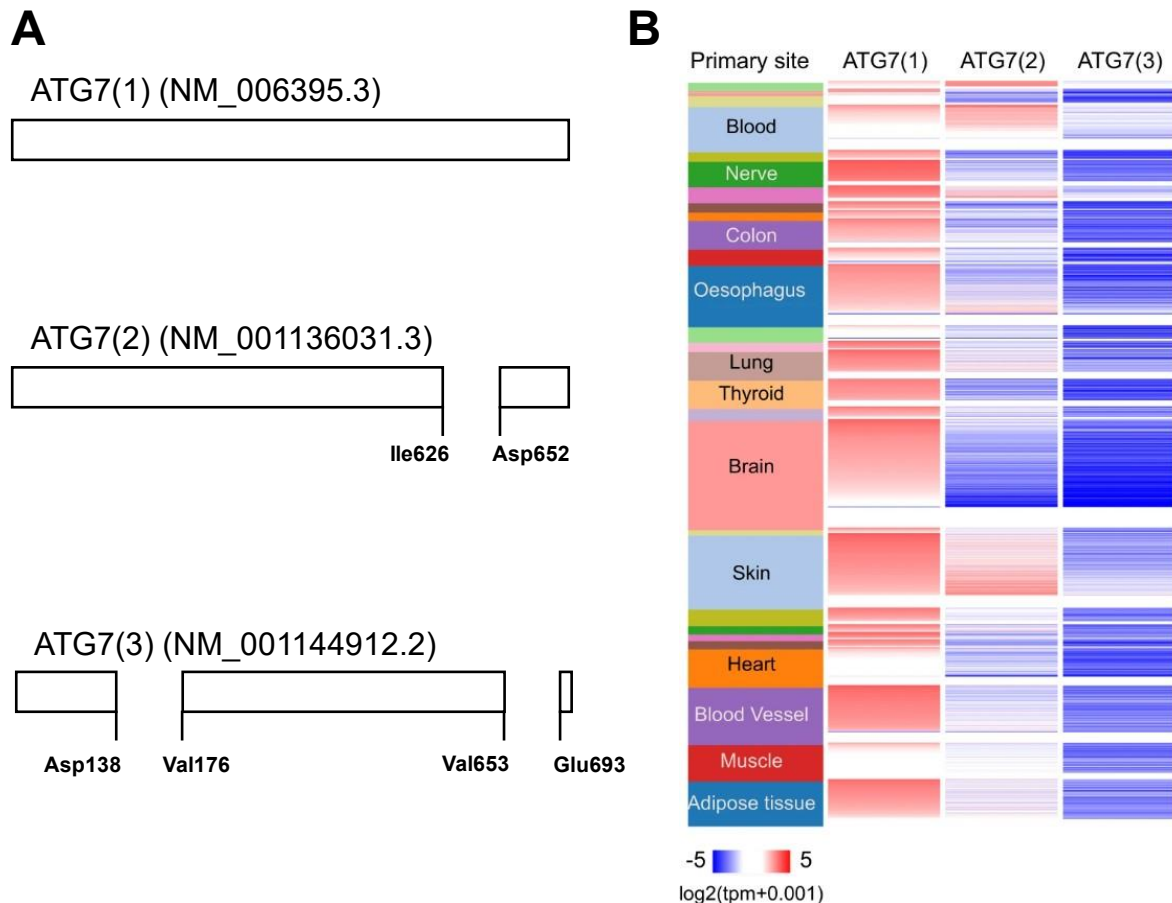 A
ATG7(1) (NM_006395.3)
ATG7(2) (NM_001136031.3)
Ile626 Asp652
ATG7(3) (NM_001144912.2)
Asp138 Val176 Val653 Glu693
B
Primary site ATG7(1) ATG7(2) ATG7(3)
Blood
Nerve
Colon
Oesophagus
Lung
Thyroid
Brain
Skin
Heart
Blood Vessel
Muscle
Adipose tissue
-5 5
log2(tpm+0.001)